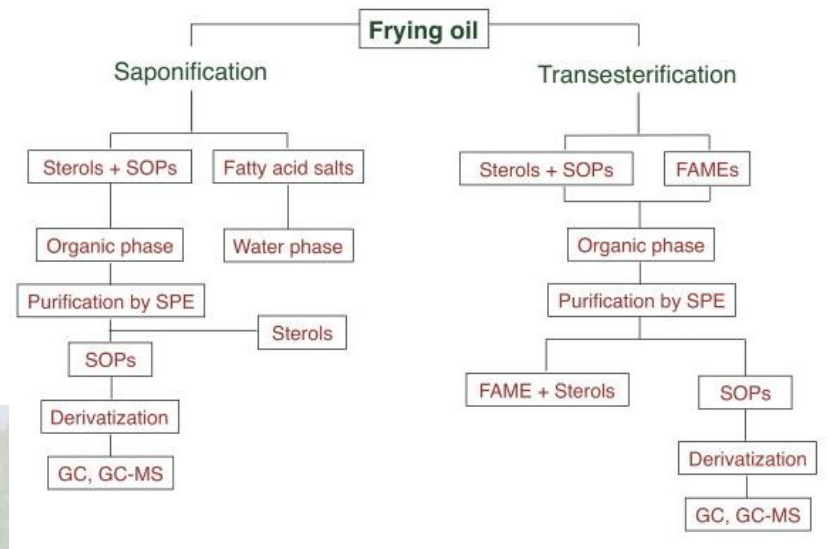 Frying oil
Saponification
Sterols + SOPs
Fatty acid salts
Organic phase
Water phase
Purification by SPE
Sterols
SOPs
Derivatization
GC, GC-MS
Transesterification
Sterols + SOPs
FAMEs
Organic phase
Purification by SPE
FAME + Sterols
SOPs
Derivatization
GC, GC-MS